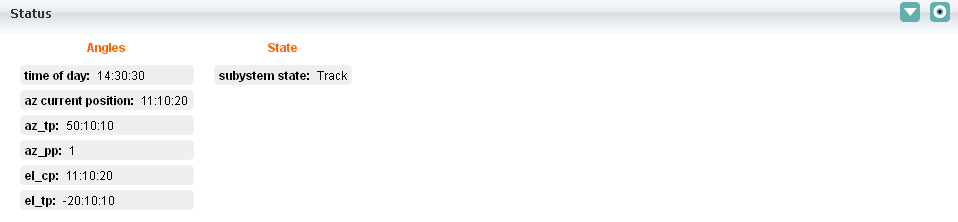 Status
Angles
State
time of day: 14:30:30
subystem state: Track
az current position: 11:10:20
az_tp: 50:10:10
az_pp: 1
el_cp: 11:10:20
el_tp: -20:10:10